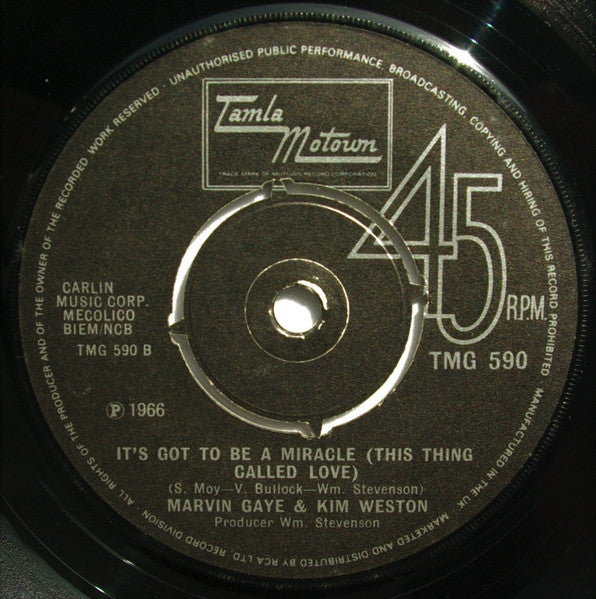 ALL RIGHTS OF THE PRODUCER AND OF THE OWNER OF THE RECORDED WORK RESERVED UNAUTHORISED PUBLIC PERFORMANCE, BROADCASTING, COPYING AND HIRING OF THIS RECORD PROHIBITED MANUFACTURED IN THE UK. MARKETED AND DISTRIBUTED BY RCA LTD. RECORD DIVISION
Tamla
Motown
TRADE MARK OF MOTOWN RECORD CORPORATION
45
R.P.M.
CARLIN
MUSIC CORP.
MECOLICO
BIEM/NCB
TMG 590 B
TMG 590
℗ 1966
IT'S GOT TO BE A MIRACLE (THIS THING
CALLED LOVE)
(S. Moy—V. Bullock—Wm. Stevenson)
MARVIN GAYE & KIM WESTON
Producer Wm. Stevenson